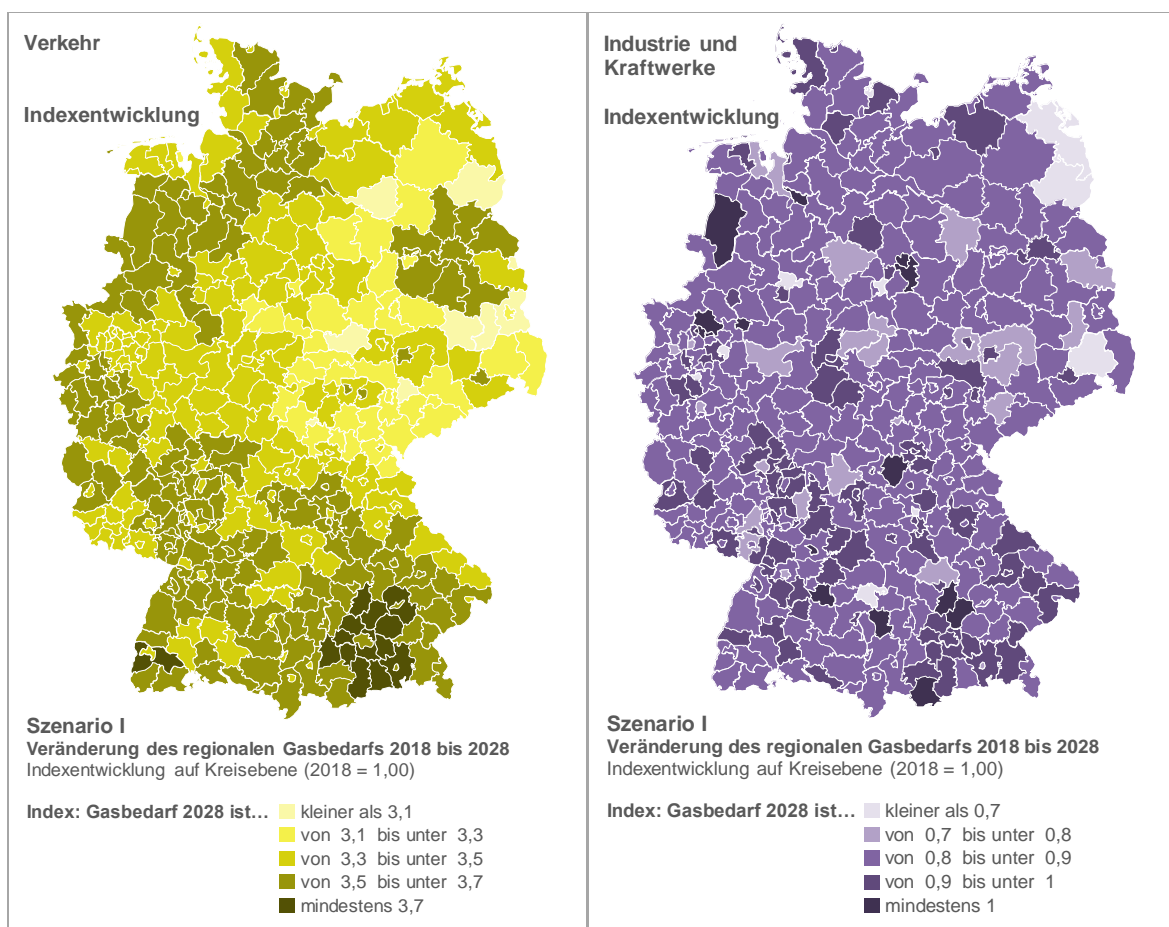 Verkehr
Indexentwicklung
Szenario I
Veränderung des regionalen Gasbedarfs 2018 bis 2028
Indexentwicklung auf Kreisebene (2018 = 1,00)
Index: Gasbedarf 2028 ist… kleiner als 3,1
von 3,1 bis unter 3,3
von 3,3 bis unter 3,5
von 3,5 bis unter 3,7
mindestens 3,7
Industrie und
Kraftwerke
Indexentwicklung
Szenario I
Veränderung des regionalen Gasbedarfs 2018 bis 2028
Indexentwicklung auf Kreisebene (2018 = 1,00)
Index: Gasbedarf 2028 ist… kleiner als 0,7
von 0,7 bis unter 0,8
von 0,8 bis unter 0,9
von 0,9 bis unter 1
mindestens 1